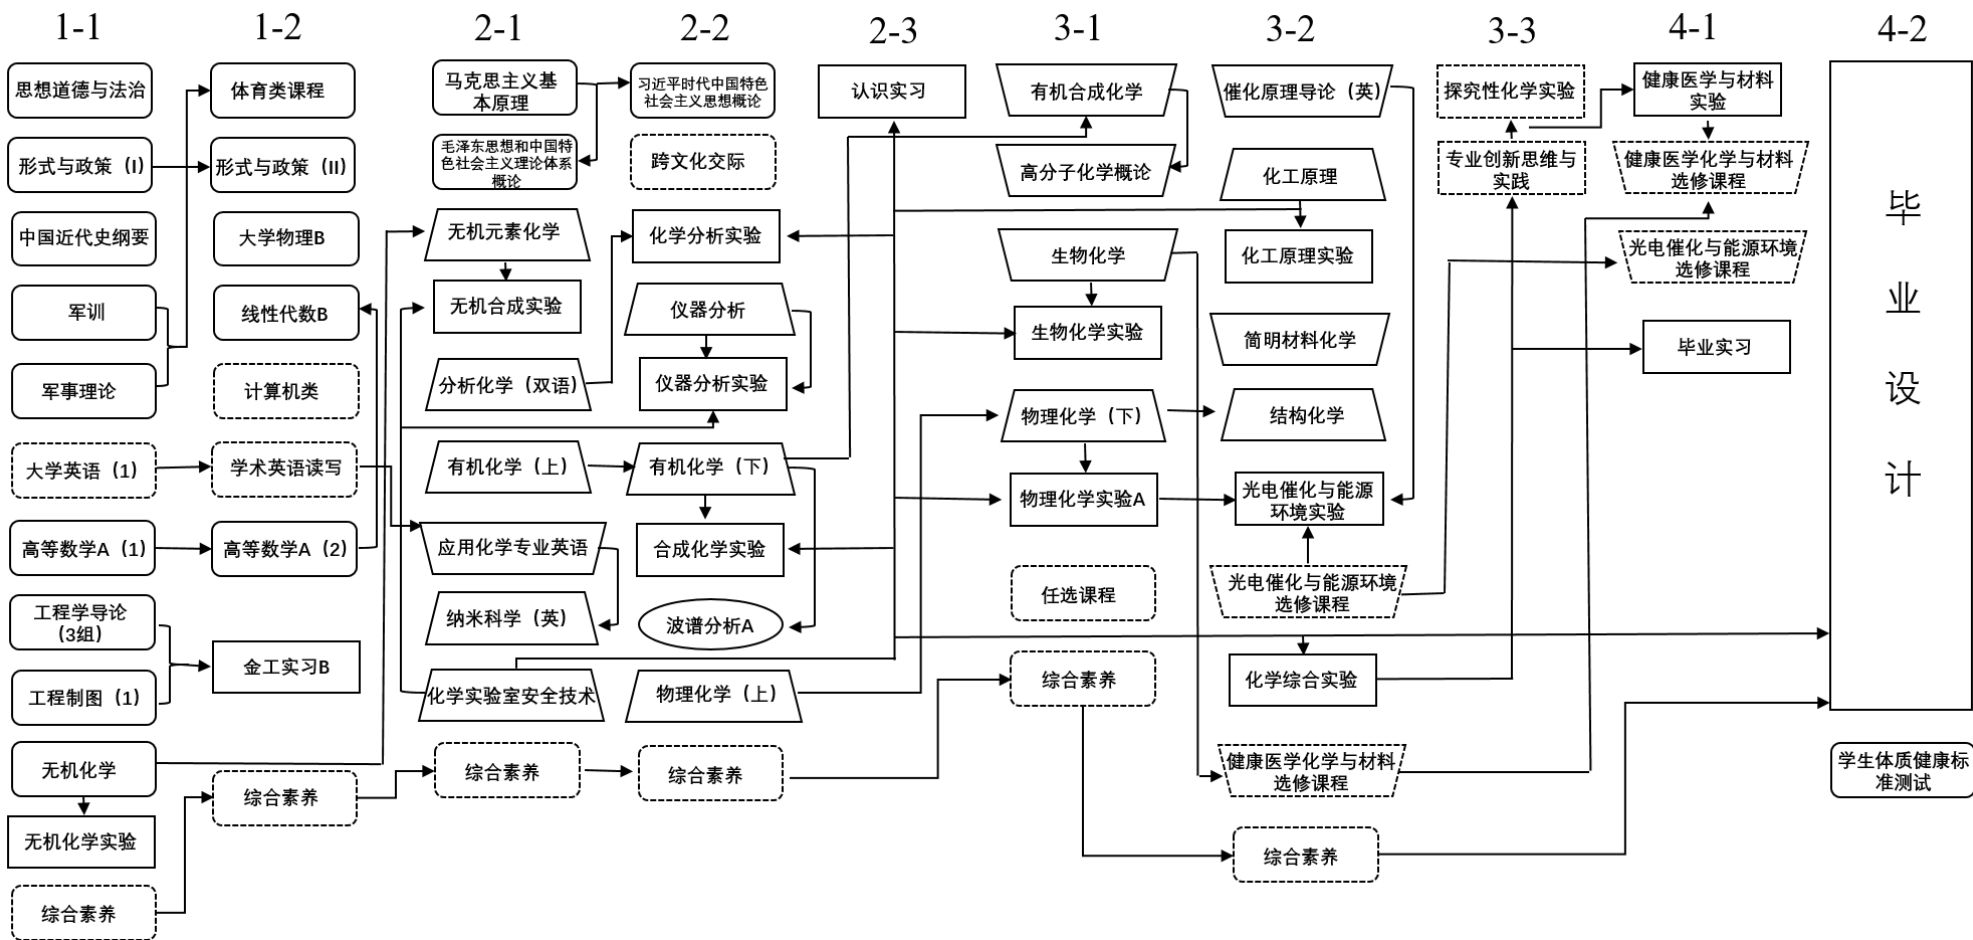 1-1
1-2
2-1
2-2
2-3
3-1
3-2
3-3
4-1
4-2
思想道德与法治
形式与政策（I）
中国近代史纲要
军训
军事理论
大学英语（1）
高等数学A（1）
工程学导论
（3组）
工程制图（1）
无机化学
无机化学实验
综合素养
体育类课程
形式与政策（II）
大学物理B
线性代数B
计算机类
学术英语读写
高等数学A（2）
金工实习B
综合素养
马克思主义基
本原理
毛泽东思想和中国特
色社会主义理论体系
概论
无机元素化学
无机合成实验
分析化学（双语）
有机化学（上）
应用化学专业英语
纳米科学（英）
化学实验室安全技术
综合素养
习近平时代中国特色
社会主义思想概论
跨文化交际
化学分析实验
仪器分析
仪器分析实验
有机化学（下）
合成化学实验
波谱分析A
物理化学（上）
综合素养
认识实习
有机合成化学
高分子化学概论
生物化学
生物化学实验
物理化学（下）
物理化学实验A
任选课程
综合素养
催化原理导论（英）
化工原理
化工原理实验
简明材料化学
结构化学
光电催化与能源
环境实验
光电催化与能源环境
选修课程
化学综合实验
健康医学化学与材料
选修课程
综合素养
探究性化学实验
专业创新思维与
实践
健康医学与材料
实验
健康医学化学与材料
选修课程
光电催化与能源环境
选修课程
毕业实习
毕
业
设
计
学生体质健康标
准测试